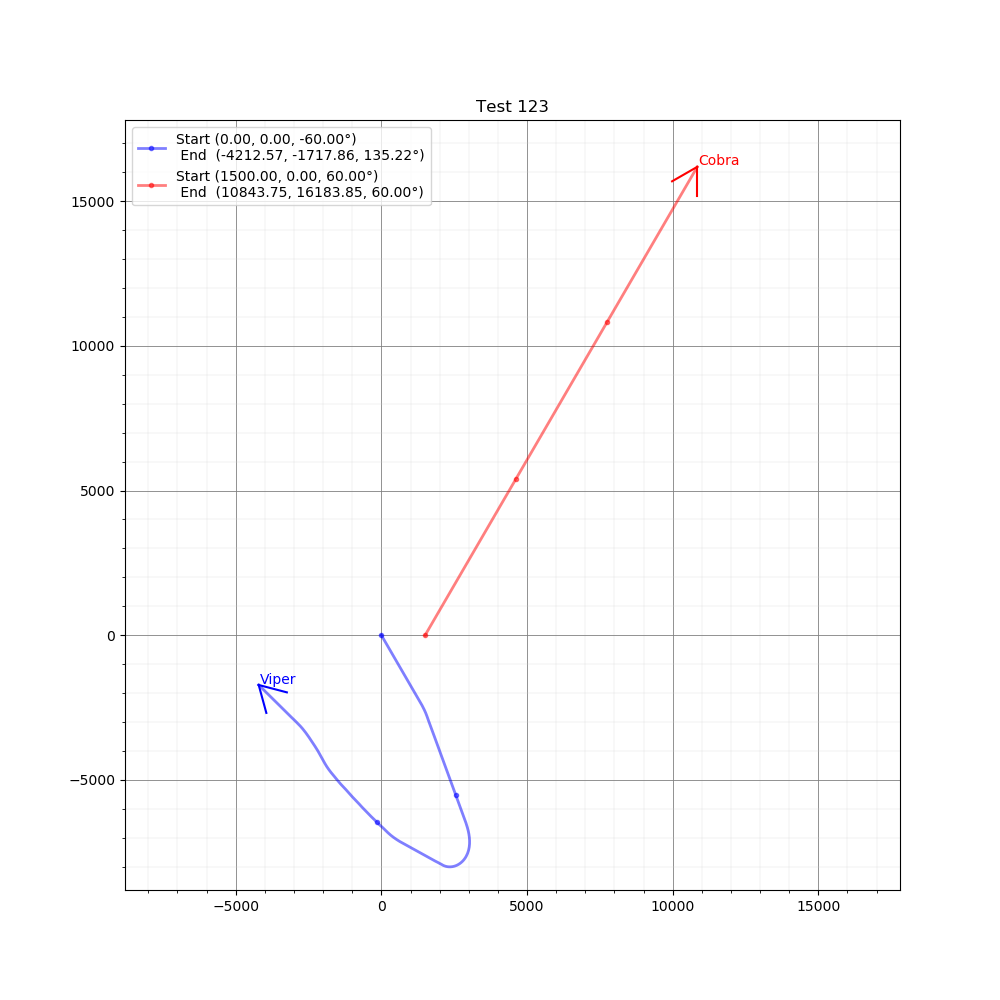 Test 123
Start (0.00, 0.00, -60.00°)
End  (-4212.57, -1717.86, 135.22°)
Start (1500.00, 0.00, 60.00°)
End  (10843.75, 16183.85, 60.00°)
Cobra
15000
10000
5000
0
Viper
−5000
−5000
0
5000
10000
15000